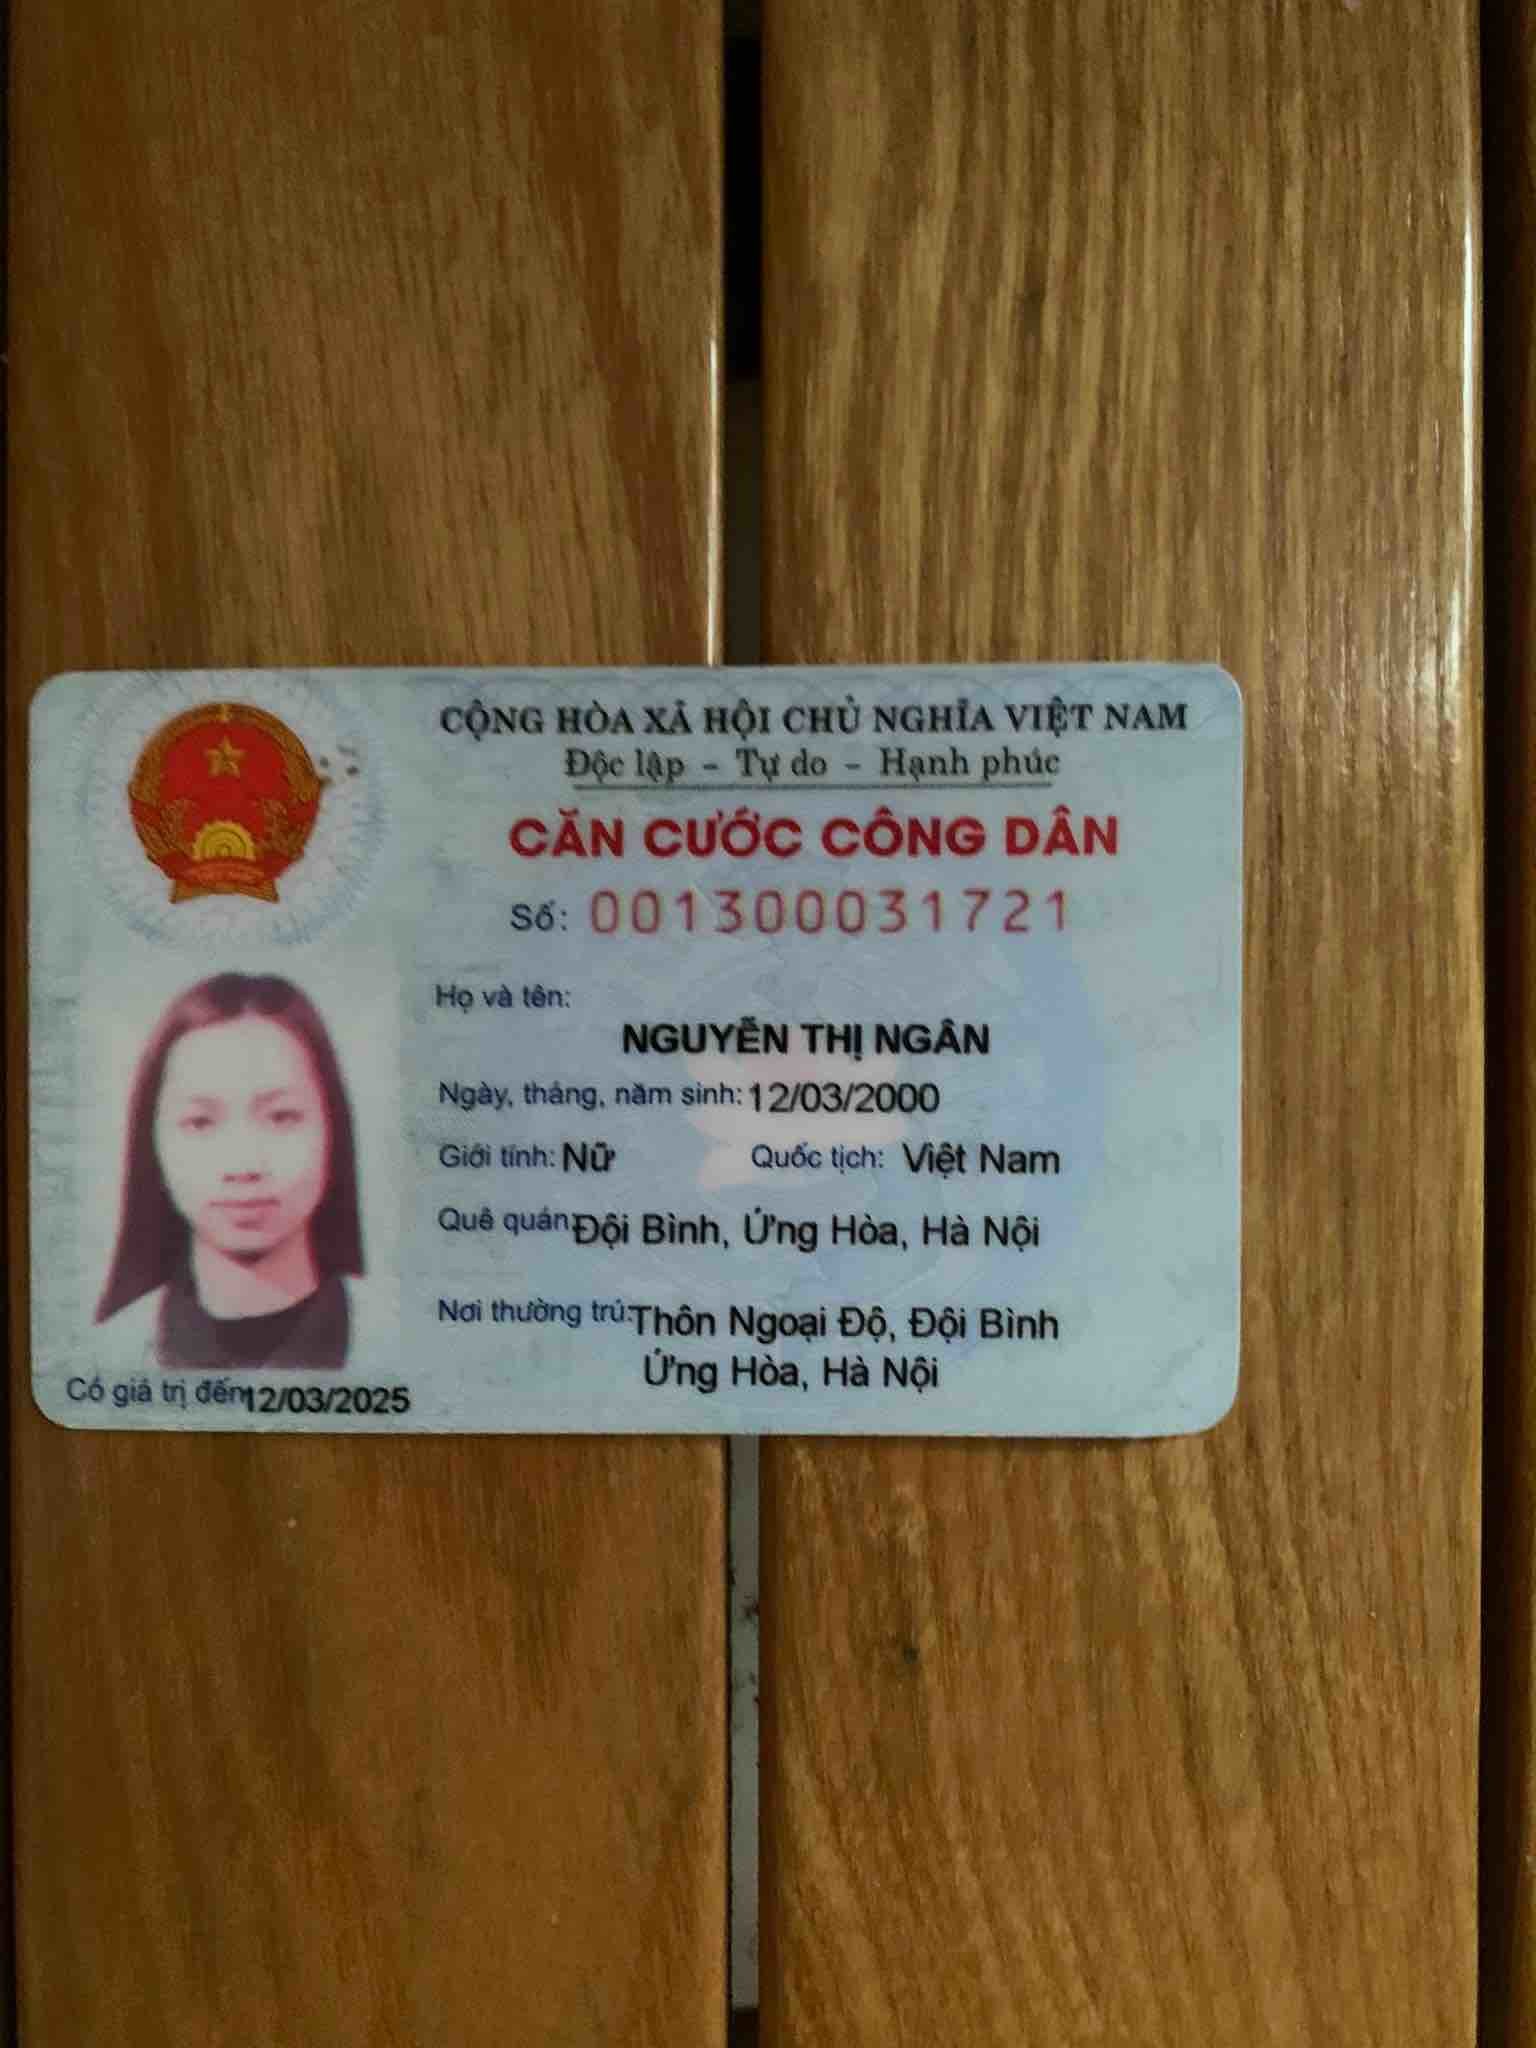 CỘNG HÒA XÃ HỘI CHỦ NGHĨA VIỆT NAM
Độc lập - Tự do - Hạnh phúc
CĂN CƯỚC CÔNG DÂN
Số: 001300031721
Họ và tên:
NGUYỄN THỊ NGÂN
Ngày, tháng, năm sinh: 12/03/2000
Giới tính: Nữ Quốc tịch: Việt Nam
Quê quán: Đội Bình, Ứng Hòa, Hà Nội
Nơi thường trú: Thôn Ngoại Độ, Đội Bình
Ứng Hòa, Hà Nội
Có giá trị đến 12/03/2025